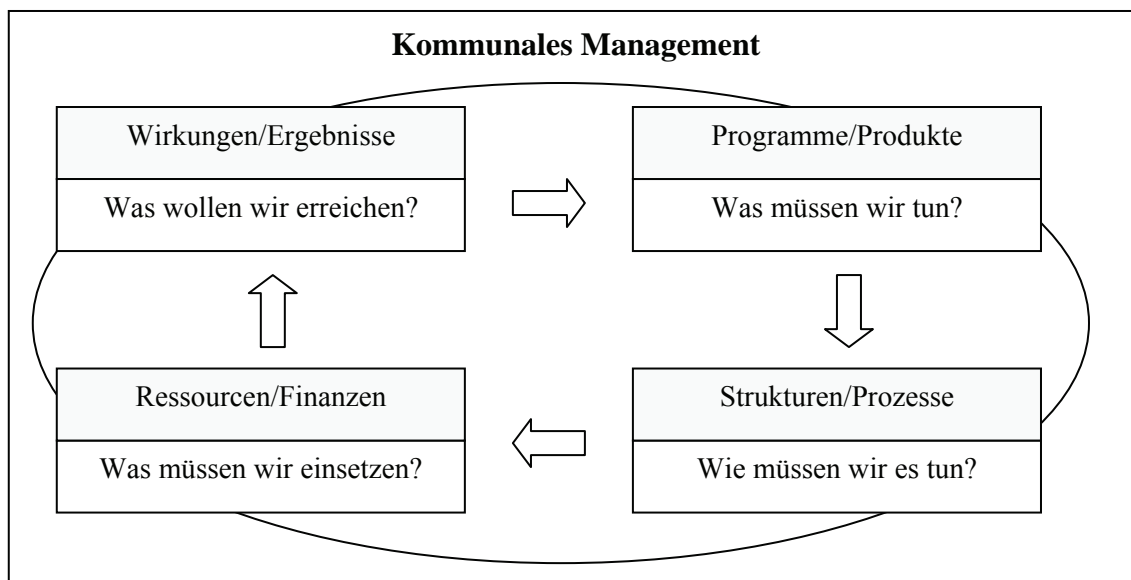 Kommunales Management
Wirkungen/Ergebnisse
Was wollen wir erreichen?
Programme/Produkte
Was müssen wir tun?
Ressourcen/Finanzen
Was müssen wir einsetzen?
Strukturen/Prozesse
Wie müssen wir es tun?